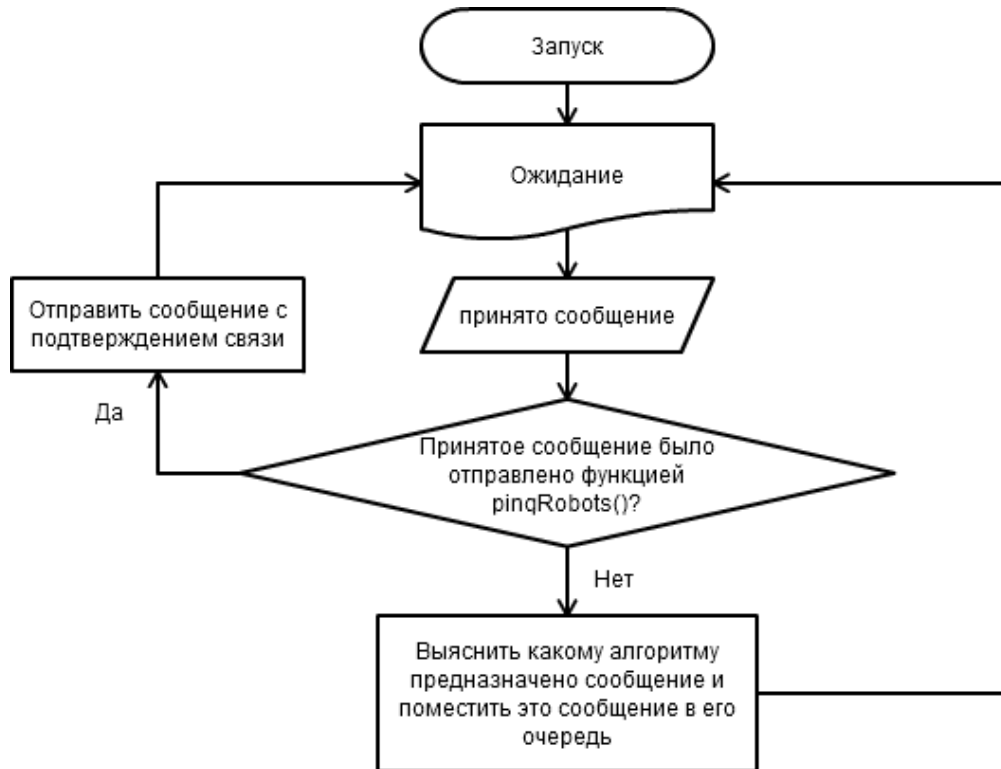 Запуск
Ожидание
принято сообщение
Отправить сообщение с
подтверждением связи
Да
Принятое сообщение было
отправлено функцией
pinqRobots()?
Нет
Выяснить какому алгоритму
предназначено сообщение и
поместить это сообщение в его
очередь